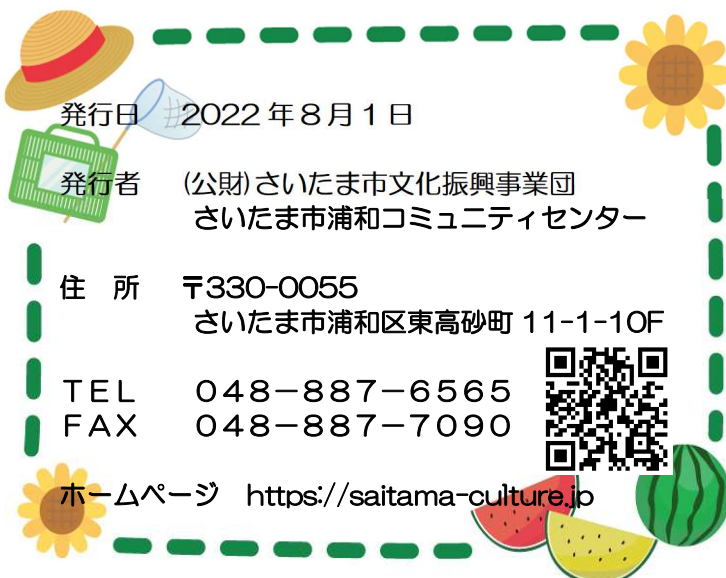 発行日　2022年8月1日
発行者　(公財)さいたま市文化振興事業団
さいたま市浦和コミュニティセンター
住　所　〒330-0055
さいたま市浦和区東高砂町 11-1-10F
ＴＥＬ　０４８－８８７－６５６５
ＦＡＸ　０４８－８８７－７０９０
ホームページ　https://saitama-culture.jp